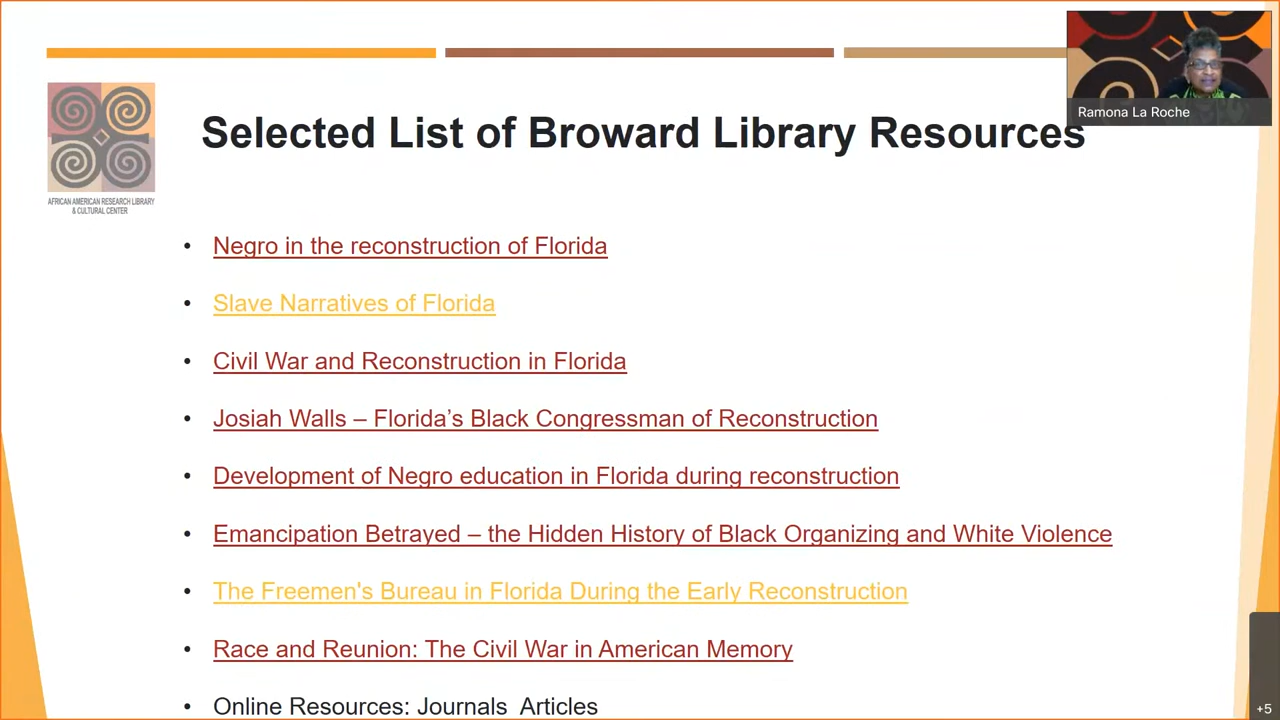 Ramona La Roche
Selected List of Broward Library Resources
AFRICAN AMERICAN RESEARCH LIBRARY
& CULTURAL CENTER
• Negro in the reconstruction of Florida
• Slave Narratives of Florida
• Civil War and Reconstruction in Florida
• Josiah Walls – Florida’s Black Congressman of Reconstruction
• Development of Negro education in Florida during reconstruction
• Emancipation Betrayed – the Hidden History of Black Organizing and White Violence
• The Freemen's Bureau in Florida During the Early Reconstruction
• Race and Reunion: The Civil War in American Memory
• Online Resources: Journals  Articles
+5